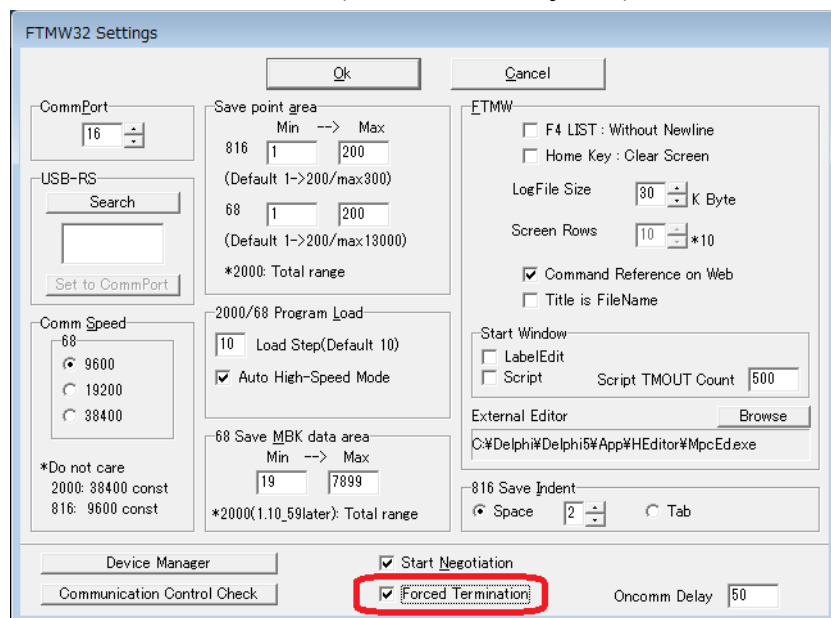 FTMW32 Settings
Ok
Cancel
CommPort
16
USB-RS
Search
Set to CommPort
Comm Speed
68
9600
19200
38400
*Do not care
2000: 38400 const
816: 9600 const
Save point area
Min --> Max
816 1 200
(Default 1->200/max300)
68 1 200
(Default 1->200/max13000)
*2000: Total range
2000/68 Program Load
10 Load Step(Default 10)
Auto High-Speed Mode
68 Save MBK data area
Min --> Max
19 7899
*2000(1.10_59later): Total range
FTMW
F4 LIST : Without Newline
Home Key : Clear Screen
LogFile Size 30 K Byte
Screen Rows 10 *10
Command Reference on Web
Title is FileName
Start Window
LabelEdit
Script Script TMOUT Count 500
External Editor Browse
C:¥Delphi¥Delphi5¥App¥HEditor¥MpcEd.exe
816 Save Indent
Space 2 Tab
Device Manager
Communication Control Check
Start Negotiation
Forced Termination
Oncomm Delay 50